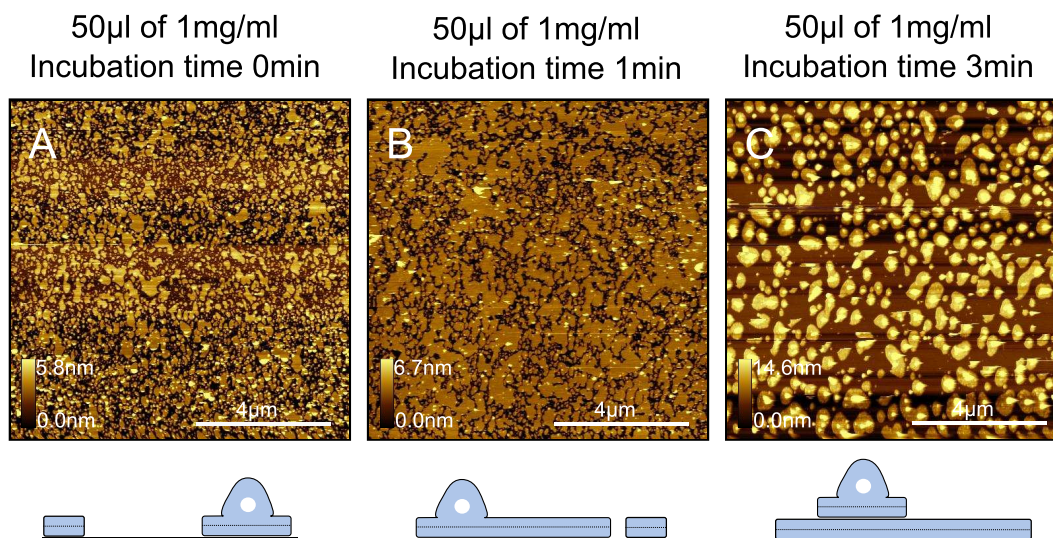 50µl of 1mg/ml
Incubation time 0min
50µl of 1mg/ml
Incubation time 1min
50µl of 1mg/ml
Incubation time 3min
A
5.8nm
0.0nm
4µm
B
6.7nm
0.0nm
4µm
C
14.6nm
0.0nm
4µm